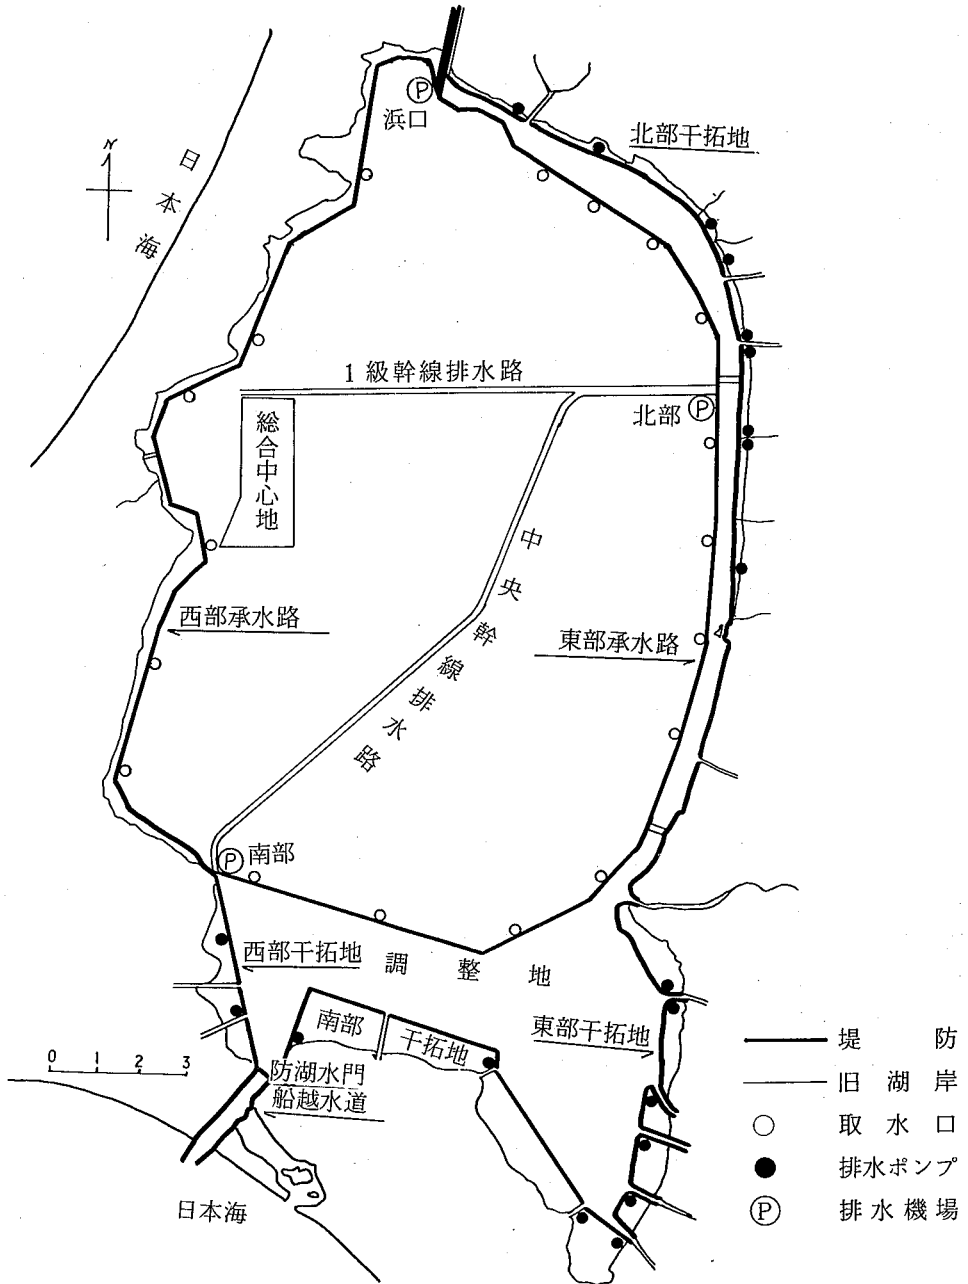 Ⓟ
浜口
北部干拓地
N
日本海
1級幹線排水路
北部
Ⓟ
総合中心地
中央幹線排水路
西部承水路
東部承水路
Ⓟ
南部
西部干拓地
調整地
南部
干拓地
東部干拓地
0 1 2 3
防湖水門
船越水道
日本海
堤防
旧湖岸
取水口
排水ポンプ
Ⓟ 排水機場